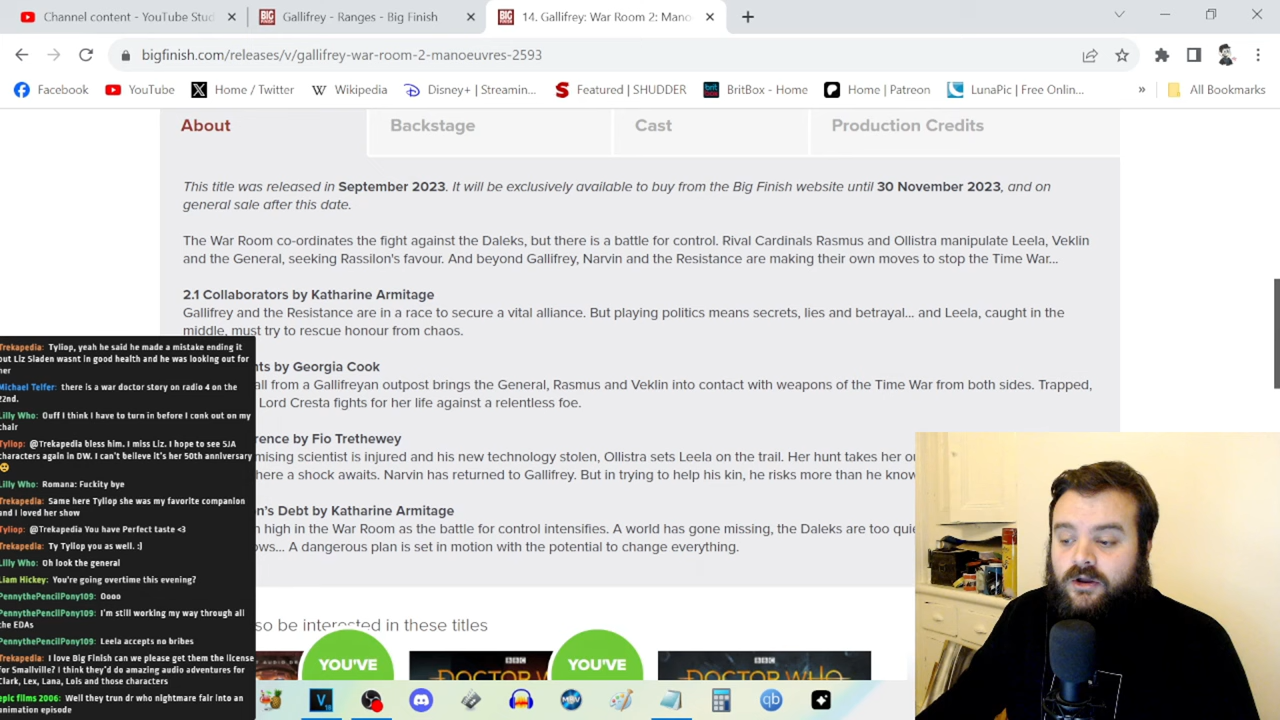 Channel content - YouTube Stud
Gallifrey - Ranges - Big Finish
14. Gallifrey: War Room 2: Mano
bigfinish.com/releases/v/gallifrey-war-room-2-manoeuvres-2593
Facebook
YouTube
Home / Twitter
Wikipedia
Disney+ | Streamin...
Featured | SHUDDER
BritBox - Home
Home | Patreon
LunaPic | Free Onlin...
»
All Bookmarks
About
Backstage
Cast
Production Credits
This title was released in September 2023. It will be exclusively available to buy from the Big Finish website until 30 November 2023, and on
general sale after this date.
The War Room co-ordinates the fight against the Daleks, but there is a battle for control. Rival Cardinals Rasmus and Ollistra manipulate Leela, Veklin
and the General, seeking Rassilon's favour. And beyond Gallifrey, Narvin and the Resistance are making their own moves to stop the Time War...
2.1 Collaborators by Katharine Armitage
Gallifrey and the Resistance are in a race to secure a vital alliance. But playing politics means secrets, lies and betrayal... and Leela, caught in the
middle, must try to rescue honour from chaos.
nts by Georgia Cook
all from a Gallifreyan outpost brings the General, Rasmus and Veklin into contact with weapons of the Time War from both sides. Trapped,
Lord Cresta fights for her life against a relentless foe.
rence by Fio Trethewey
mising scientist is injured and his new technology stolen, Ollistra sets Leela on the trail. Her hunt takes her o
here a shock awaits. Narvin has returned to Gallifrey. But in trying to help his kin, he risks more than he know
on's Debt by Katharine Armitage
n high in the War Room as the battle for control intensifies. A world has gone missing, the Daleks are too quie
ows... A dangerous plan is set in motion with the potential to change everything.
so be interested in these titles
YOU'VE
YOU'VE
BBC
BBC
DOCTOR WHO
Trekapedia: Tyliop, yeah he said he made a mistake ending it
but Liz Sladen wasnt in good health and he was looking out for
her
Michael Telfer: there is a war doctor story on radio 4 on the
22nd.
Lilly Who: Ouff I think I have to turn in before I conk out on my
chair
Tyliop: @Trekapedia bless him. I miss Liz. I hope to see SJA
characters again in DW. I can't believe it's her 50th anniversary
Lilly Who: Romana: Fuckity bye
Trekapedia: Same here Tyliop she was my favorite companion
and I loved her show
Tyliop: @Trekapedia You have Perfect taste <3
Trekapedia: Ty Tyliop you as well. :)
Lilly Who: Oh look the general
Liam Hickey: You're going overtime this evening?
PennythePencilPony109: Oooo
PennythePencilPony109: I'm still working my way through all
the EDAs
PennythePencilPony109: Leela accepts no bribes
Trekapedia: I love Big Finish can we please get them the license
for Smallville? I think they'd do amazing audio adventures for
Clark, Lex, Lana, Lois and those characters
epic films 2006: Well they trun dr who nightmare fair into an
animation episode